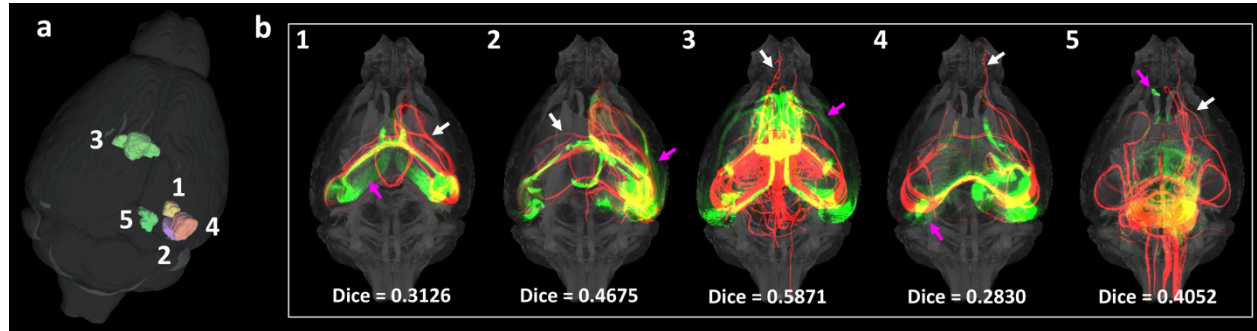 a
3
1
5
4
2
b
1
2
3
4
5
Dice = 0.3126
Dice = 0.4675
Dice = 0.5871
Dice = 0.2830
Dice = 0.4052